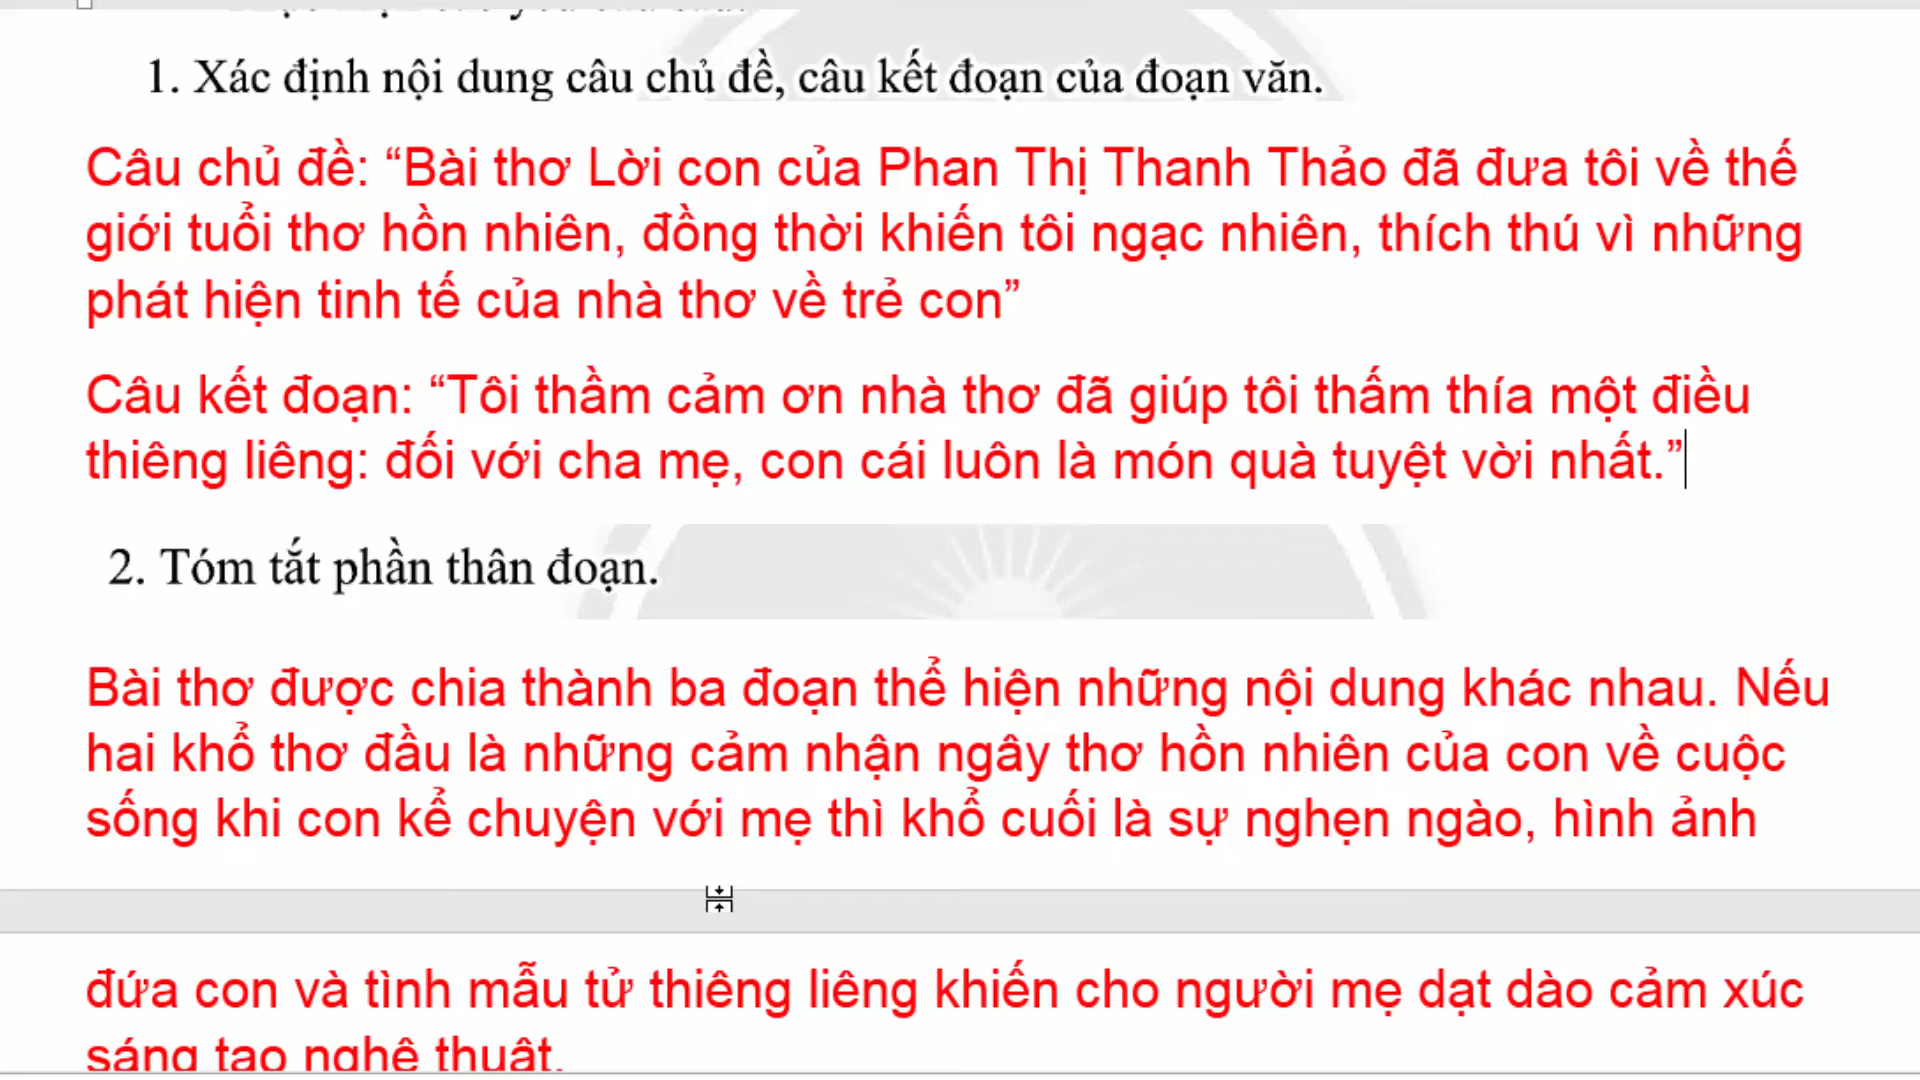 1. Xác định nội dung câu chủ đề, câu kết đoạn của đoạn văn.
Câu chủ đề: “Bài thơ Lời con của Phan Thị Thanh Thảo đã đưa tôi về thế
giới tuổi thơ hồn nhiên, đồng thời khiến tôi ngạc nhiên, thích thú vì những
phát hiện tinh tế của nhà thơ về trẻ con”
Câu kết đoạn: “Tôi thầm cảm ơn nhà thơ đã giúp tôi thấm thía một điều
thiêng liêng: đối với cha mẹ, con cái luôn là món quà tuyệt vời nhất.”
2. Tóm tắt phần thân đoạn.
Bài thơ được chia thành ba đoạn thể hiện những nội dung khác nhau. Nếu
hai khổ thơ đầu là những cảm nhận ngây thơ hồn nhiên của con về cuộc
sống khi con kể chuyện với mẹ thì khổ cuối là sự nghẹn ngào, hình ảnh
đứa con và tình mẫu tử thiêng liêng khiến cho người mẹ dạt dào cảm xúc
sáng tạo nghệ thuật.